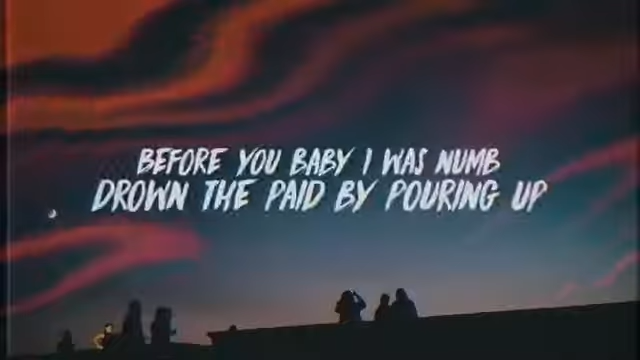 BEFORE YOU BABY I WAS NUMB
DROWN THE PAID BY POURING UP